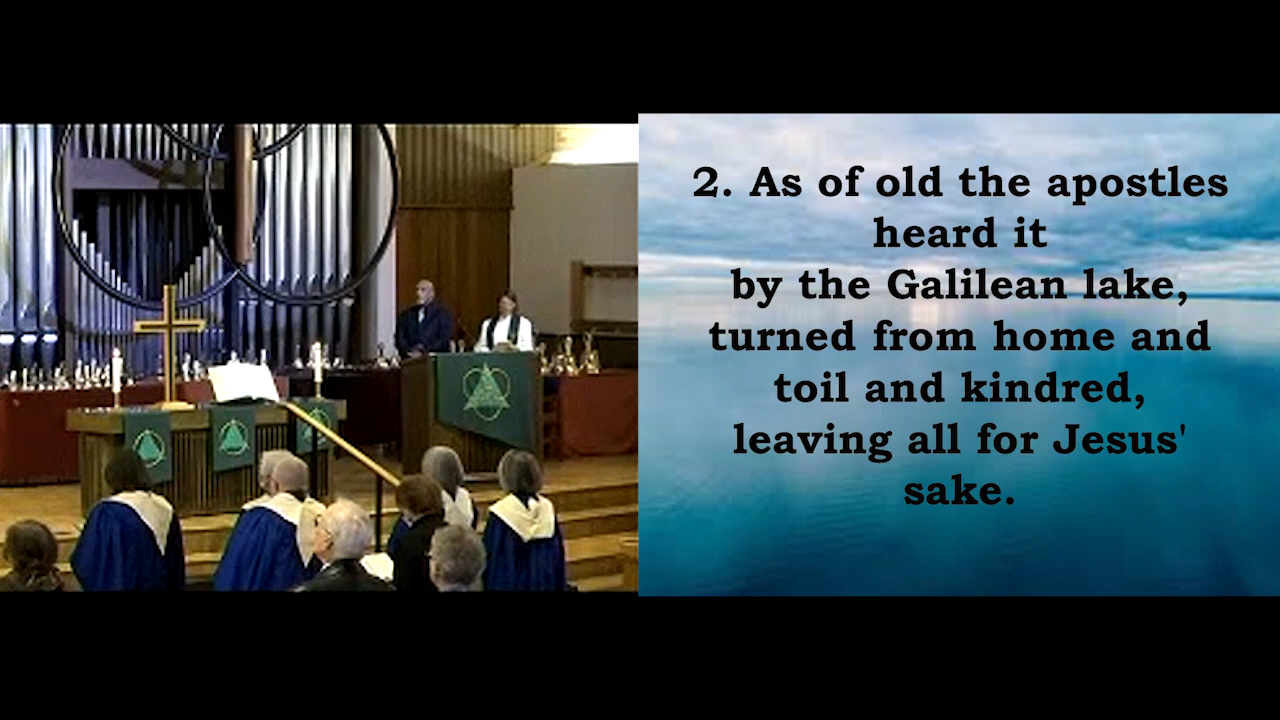 2. As of old the apostles
heard it
by the Galilean lake,
turned from home and
toil and kindred,
leaving all for Jesus'
sake.